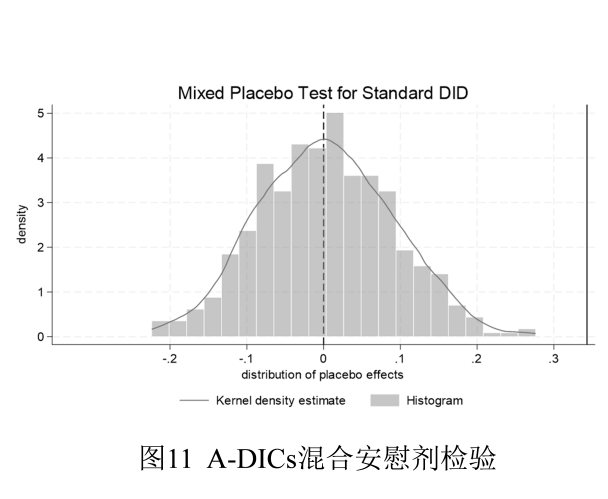 Mixed Placebo Test for Standard DID
5
4
3
2
1
0
density
-.2
-.1
0
.1
.2
.3
distribution of placebo effects
Kernel density estimate
Histogram
图11 A-DICs混合安慰剂检验